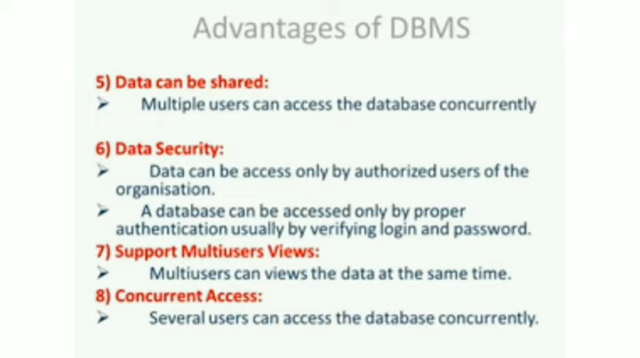 Advantages of DBMS
5) Data can be shared:
➢ Multiple users can access the database concurrently
6) Data Security:
➢ Data can be access only by authorized users of the
organisation.
➢ A database can be accessed only by proper
authentication usually by verifying login and password.
7) Support Multiusers Views:
➢ Multiusers can views the data at the same time.
8) Concurrent Access:
➢ Several users can access the database concurrently.